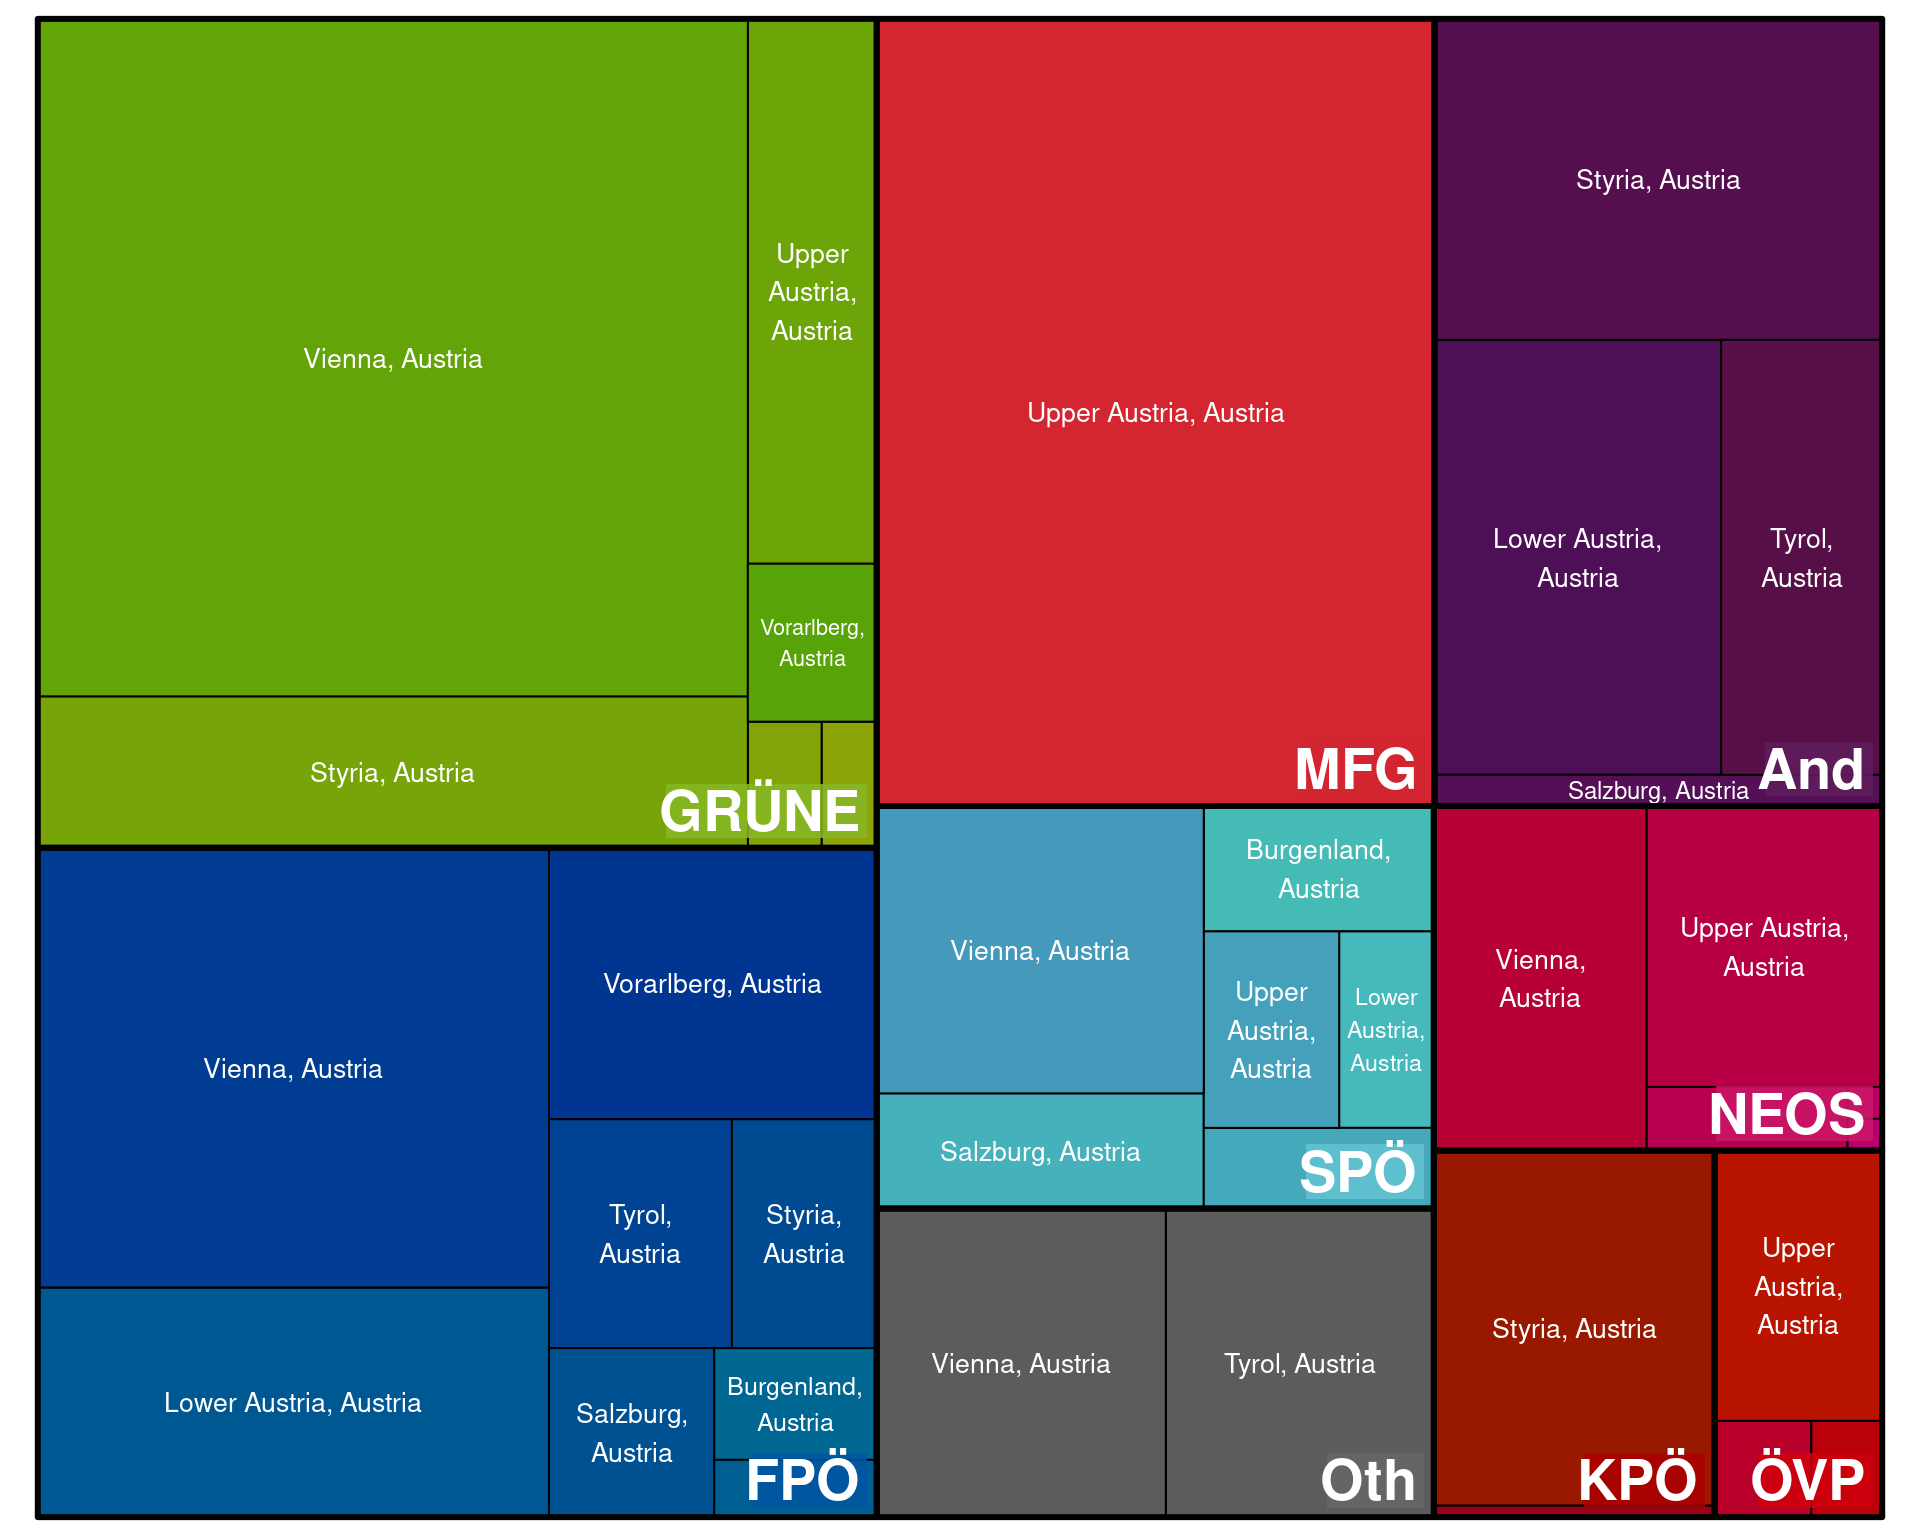 Vienna, Austria
Upper
Austria,
Austria
Vorarlberg,
Austria
Styria, Austria
GRÜNE
Upper Austria, Austria
MFG
Styria, Austria
Lower Austria,
Austria
Tyrol,
Austria
Salzburg, Austria
And
Vienna, Austria
Vorarlberg, Austria
Tyrol,
Austria
Styria,
Austria
Lower Austria, Austria
Salzburg,
Austria
Burgenland,
Austria
FPÖ
Vienna, Austria
Burgenland,
Austria
Upper
Austria,
Austria
Lower
Austria,
Austria
Salzburg, Austria
SPÖ
Vienna,
Austria
Upper Austria,
Austria
NEOS
Vienna, Austria
Tyrol, Austria
Oth
Styria, Austria
KPÖ
Upper
Austria,
Austria
ÖVP